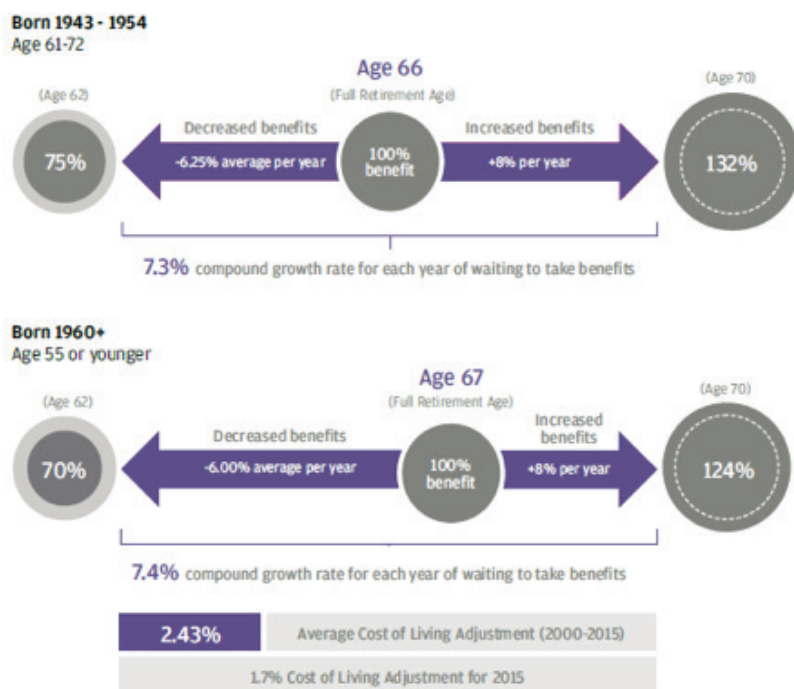 Born 1943 - 1954
Age 61-72
Age 66
(Full Retirement Age)
(Age 62)
(Age 70)
Decreased benefits
Increased benefits
75%
-6.25% average per year
100%
benefit
+8% per year
132%
7.3% compound growth rate for each year of waiting to take benefits
Born 1960+
Age 55 or younger
Age 67
(Full Retirement Age)
(Age 62)
(Age 70)
Decreased benefits
Increased
benefits
70%
-6.00% average per year
100%
benefit
+8% per year
124%
7.4% compound growth rate for each year of waiting to take benefits
2.43% Average Cost of Living Adjustment (2000-2015)
1.7% Cost of Living Adjustment for 2015